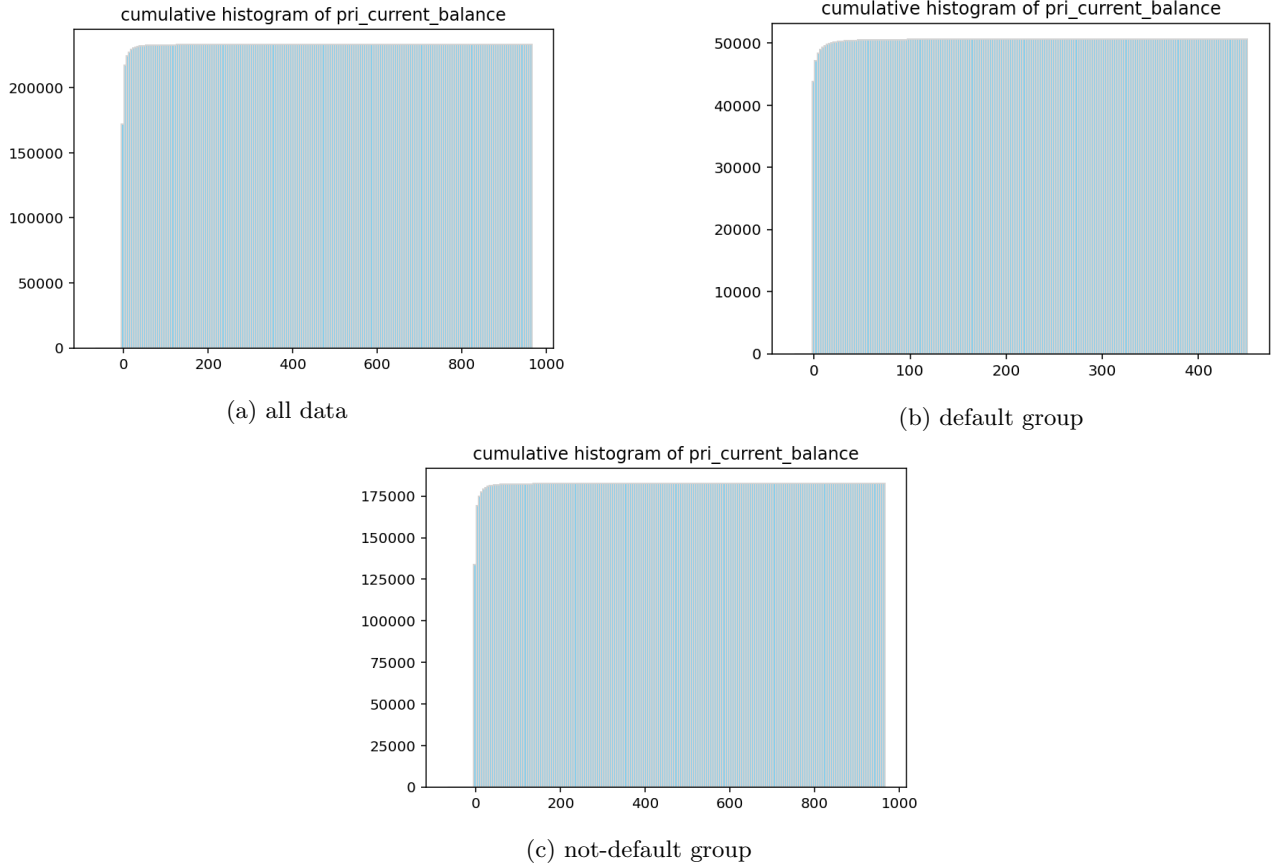 cumulative histogram of pri_current_balance
200000
150000
100000
50000
0
0 200 400 600 800 1000
(a) all data
cumulative histogram of pri_current_balance
50000
40000
30000
20000
10000
0
0 100 200 300 400
(b) default group
cumulative histogram of pri_current_balance
175000
150000
125000
100000
75000
50000
25000
0
0 200 400 600 800 1000
(c) not-default group